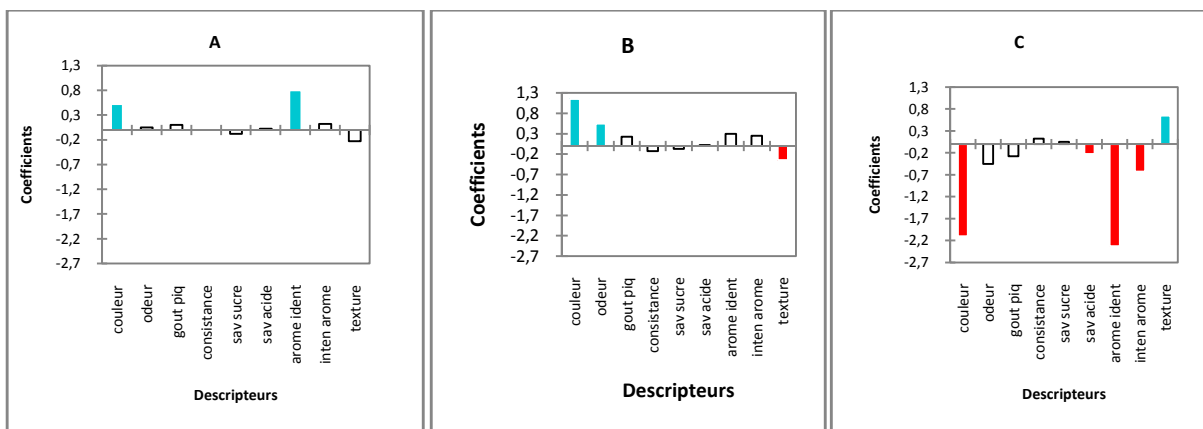 A
Coefficients
1,3
0,8
0,3
-0,2
-0,7
-1,2
-1,7
-2,2
-2,7
couleur
odeur
gout piq
consistance
sav sucre
sav acide
arome ident
inten arome
texture
Descripteurs
B
Coefficients
1,3
0,8
0,3
-0,2
-0,7
-1,2
-1,7
-2,2
-2,7
couleur
odeur
gout piq
consistance
sav sucre
sav acide
arome ident
inten arome
texture
Descripteurs
C
Coefficients
1,3
0,8
0,3
-0,2
-0,7
-1,2
-1,7
-2,2
-2,7
couleur
odeur
gout piq
consistance
sav sucre
sav acide
arome ident
inten arome
texture
Descripteurs